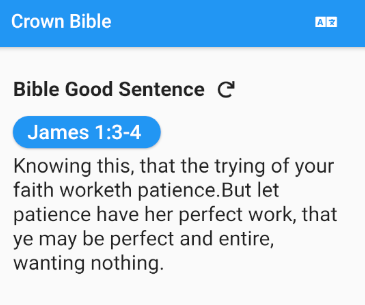 Crown Bible
Bible Good Sentence
James 1:3-4
Knowing this, that the trying of your
faith worketh patience.But let
patience have her perfect work, that
ye may be perfect and entire,
wanting nothing.